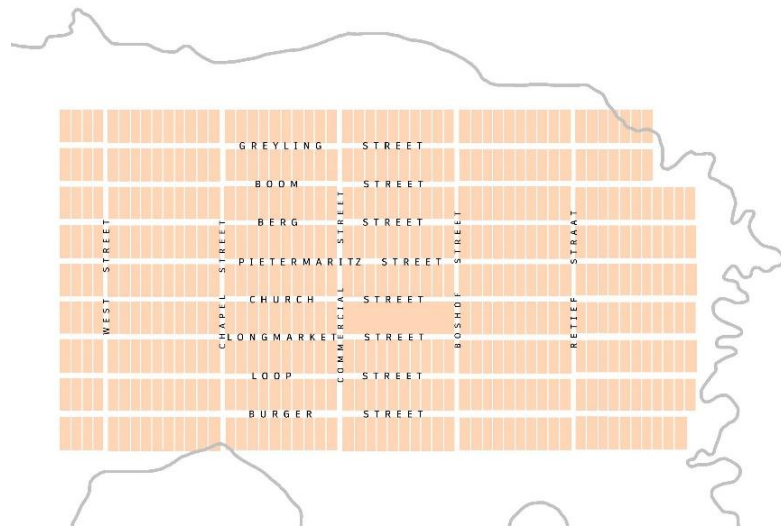 GREYLING STREET
BOOM STREET
BERG STREET
PIETERMARITZ STREET
CHURCH STREET
LONGMARKET STREET
LOOP STREET
BURGER STREET
WEST STREET
CHAPEL STREET
COMMERCIAL STREET
BOSHOF STREET
RETIEF STRAAT